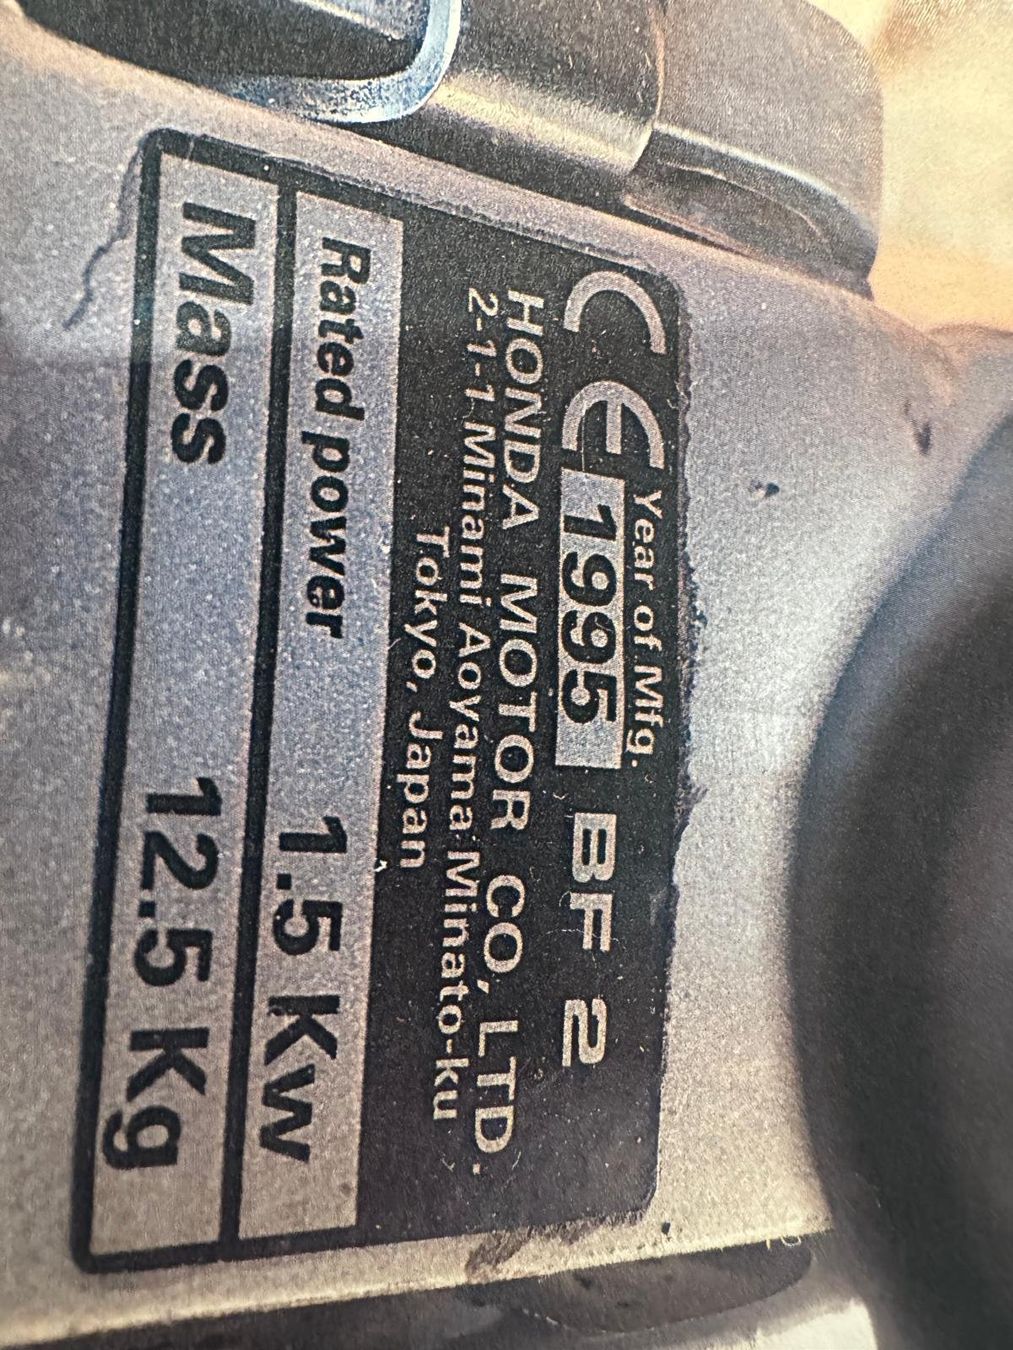 Year of Mfg.
CE 1995 BF 2
HONDA MOTOR CO., LTD.
2-1-1 Minami Aoyama Minato-ku
Tokyo, Japan
Rated power 1.5 Kw
Mass 12.5 Kg